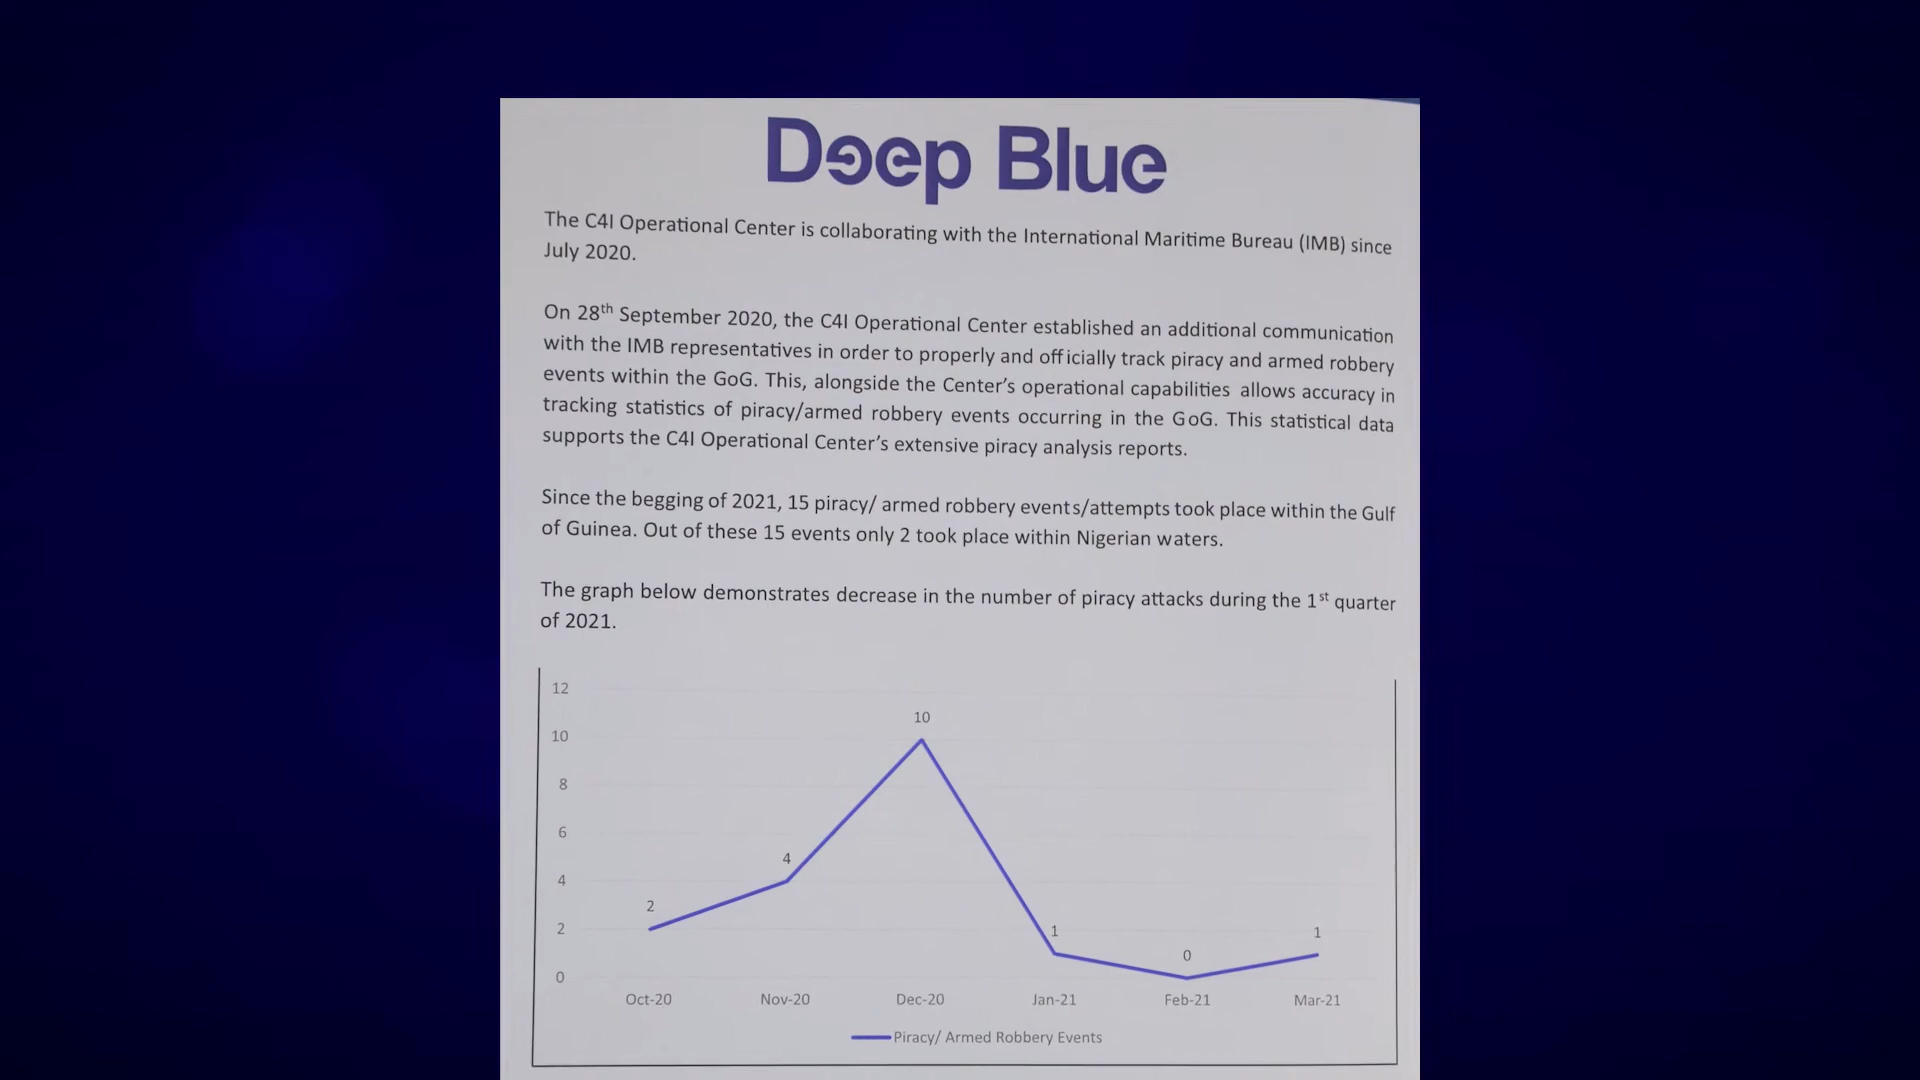 Deep Blue
The C4I Operational Center is collaborating with the International Maritime Bureau (IMB) since
July 2020.
On 28th September 2020, the C4I Operational Center established an additional communication
with the IMB representatives in order to properly and officially track piracy and armed robbery
events within the GoG. This, alongside the Center's operational capabilities allows accuracy in
tracking statistics of piracy/armed robbery events occurring in the GoG. This statistical data
supports the C4I Operational Center's extensive piracy analysis reports.
Since the begging of 2021, 15 piracy/ armed robbery events/attempts took place within the Gulf
of Guinea. Out of these 15 events only 2 took place within Nigerian waters.
The graph below demonstrates decrease in the number of piracy attacks during the 1st quarter
of 2021.
12
10
10
8
6
4
4
2
2
1
1
0
0
Oct-20 Nov-20 Dec-20 Jan-21 Feb-21 Mar-21
Piracy/ Armed Robbery Events